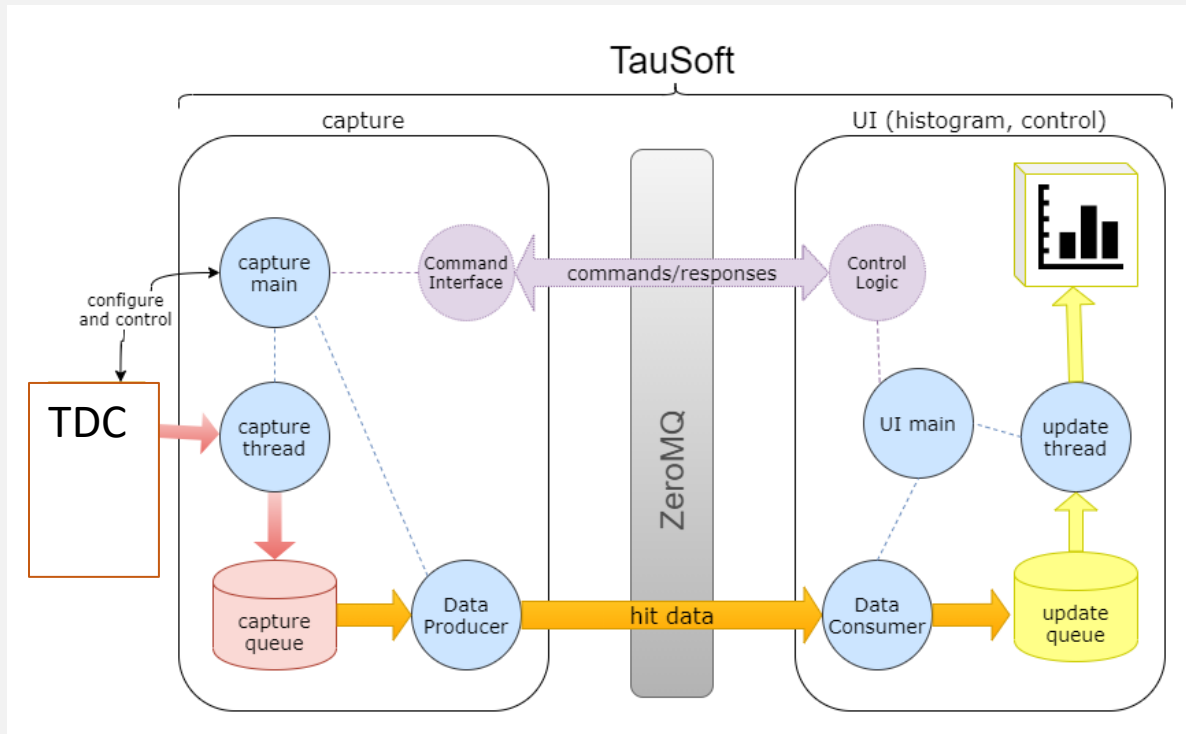 TauSoft
capture
UI (histogram, control)
capture
main
Command
Interface
commands/responses
Control
Logic
configure
and control
TDC
capture
thread
ZeroMQ
UI main
update
thread
capture
queue
Data
Producer
hit data
Data
Consumer
update
queue